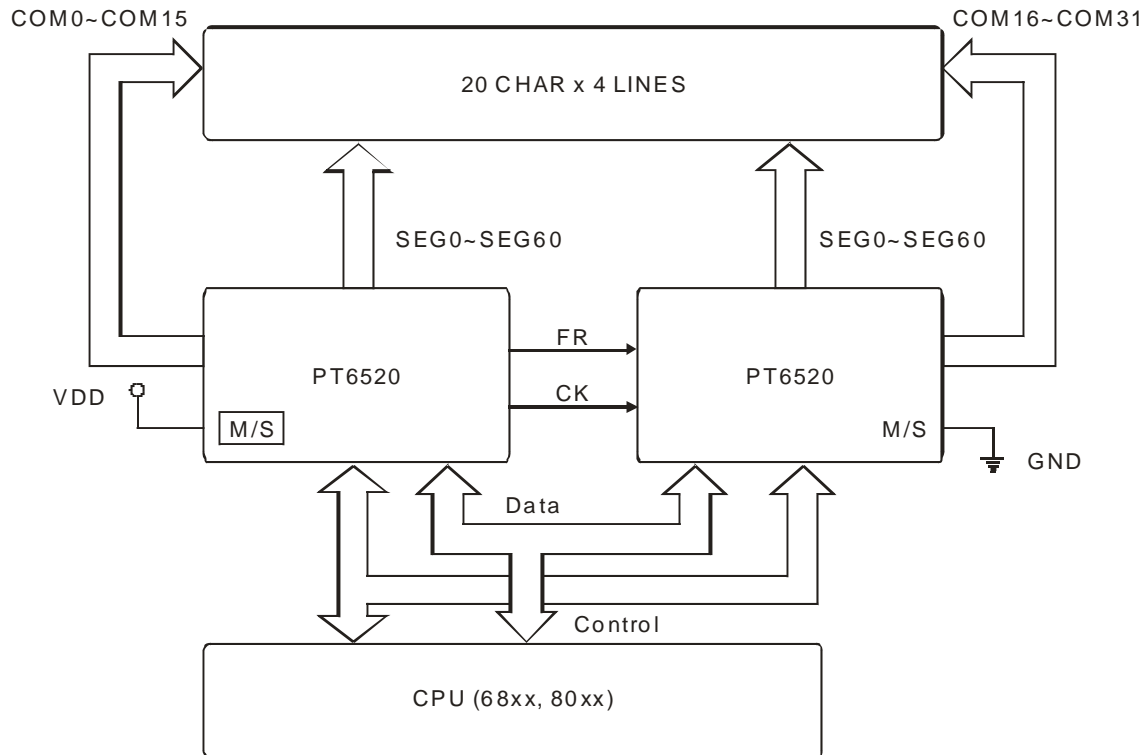 COM0~COM15
COM16~COM31
20 CHAR x 4 LINES
SEG0~SEG60
SEG0~SEG60
FR
PT6520
PT6520
CK
VDD
M/S
M/S
GND
Data
Control
CPU (68xx, 80xx)